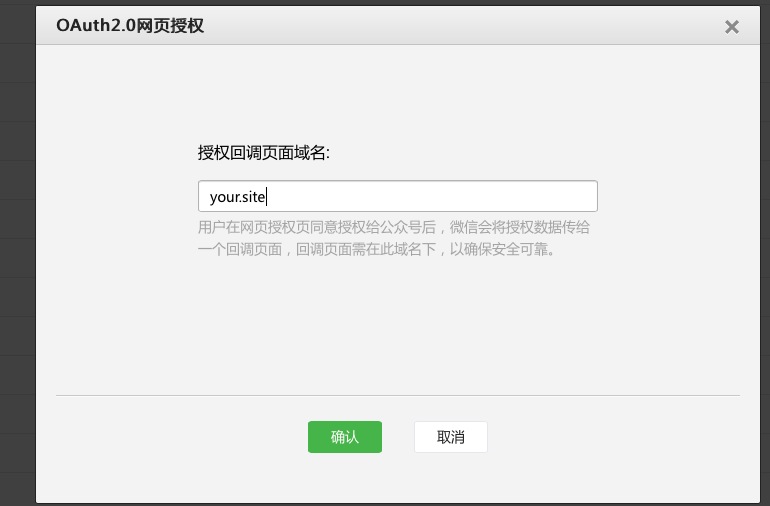 OAuth2.0网页授权
授权回调页面域名:
your.site
用户在网页授权页同意授权给公众号后，微信会将授权数据传给
一个回调页面，回调页面需在此域名下，以确保安全可靠。
确认
取消